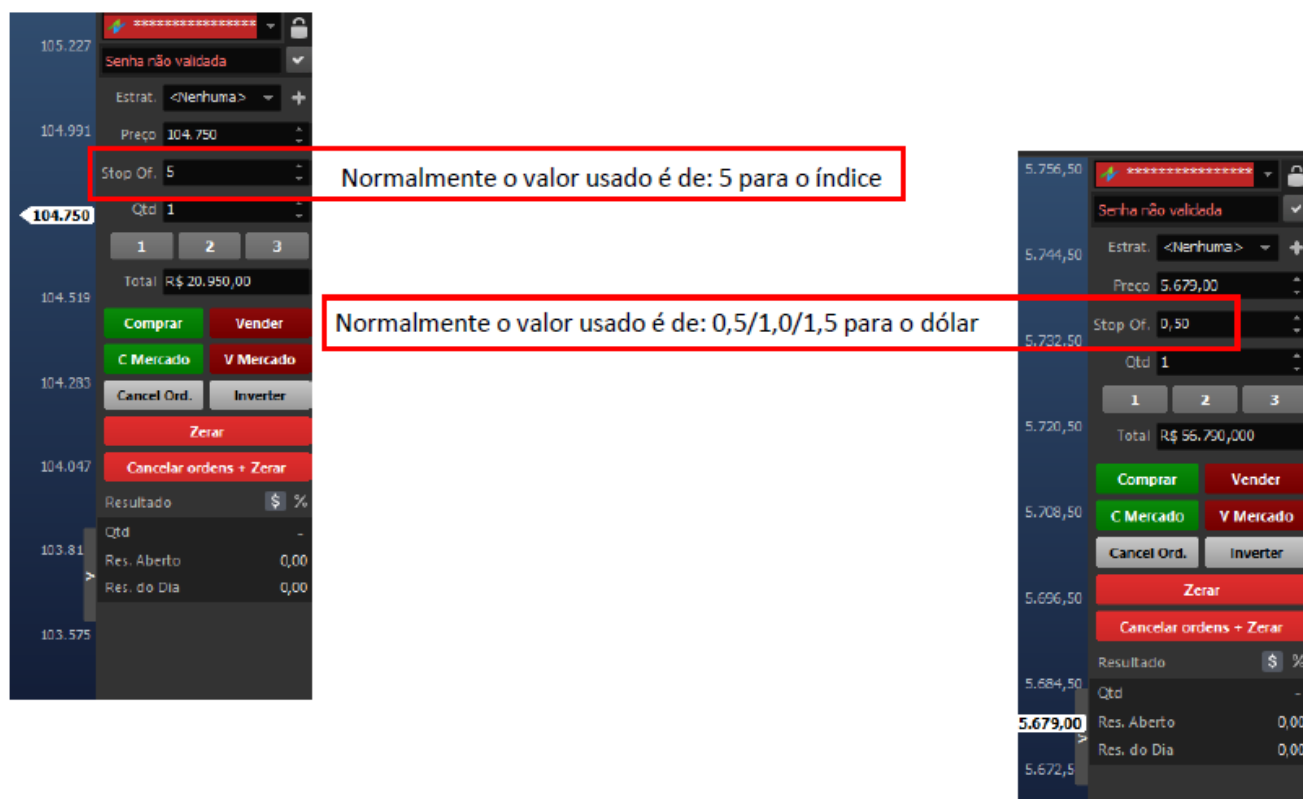 105.227
****************
Senha não validada
Estrat. <Nenhuma>
104.991
Preço 104.750
Stop Of. 5
Normalmente o valor usado é de: 5 para o índice
104.750
Qtd 1
1 2 3
Total R$ 20.950,00
104.519
Comprar Vender
Normalmente o valor usado é de: 0,5/1,0/1,5 para o dólar
C Mercado V Mercado
104.283
Cancel Ord. Inverter
Zerar
104.047
Cancelar ordens + Zerar
Resultado $ %
Qtd -
103.81
Res. Aberto 0,00
Res. do Dia 0,00
103.575
5.756,50
****************
Senha não validada
5.744,50
Estrat. <Nenhuma>
Preço 5.679,00
Stop Of. 0,50
5.732,50
Qtd 1
1 2 3
5.720,50
Total R$ 56.790,000
Comprar Vender
5.708,50
C Mercado V Mercado
Cancel Ord. Inverter
5.696,50
Zerar
Cancelar ordens + Zerar
Resultado $ %
5.684,50
Qtd -
5.679,00
Res. Aberto 0,00
Res. do Dia 0,00
5.672,5